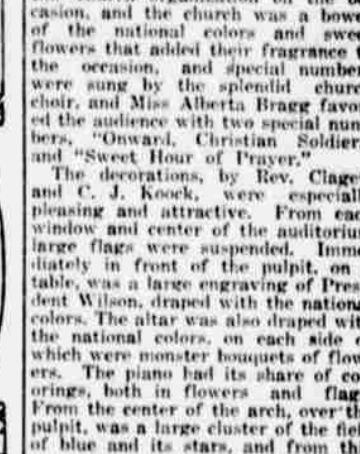 casion, and the church was a bowe
of the national colors and swee
flowers that added their fragrance
the occasion, and special number
were sung by the splendid churc
choir, and Miss Alberta Bragg favo
ed the audience with two special num
bers, "Onward, Christian Soldier
and "Sweet Hour of Prayer."
The decorations, by Rev. Clage
and C. J. Koock, were especiall
pleasing and attractive. From eac
window and center of the auditoriu
large flags were suspended. Imme
diately in front of the pulpit, on
table, was a large engraving of Pres
dent Wilson, draped with the nationa
colors. The altar was also draped wit
the national colors, on each side o
which were monster bouquets of flow
ers. The piano had its share of co
orings, both in flowers and flag
From the center of the arch, over th
pulpit, was a large cluster of the fiel
of blue and its stars, and from th